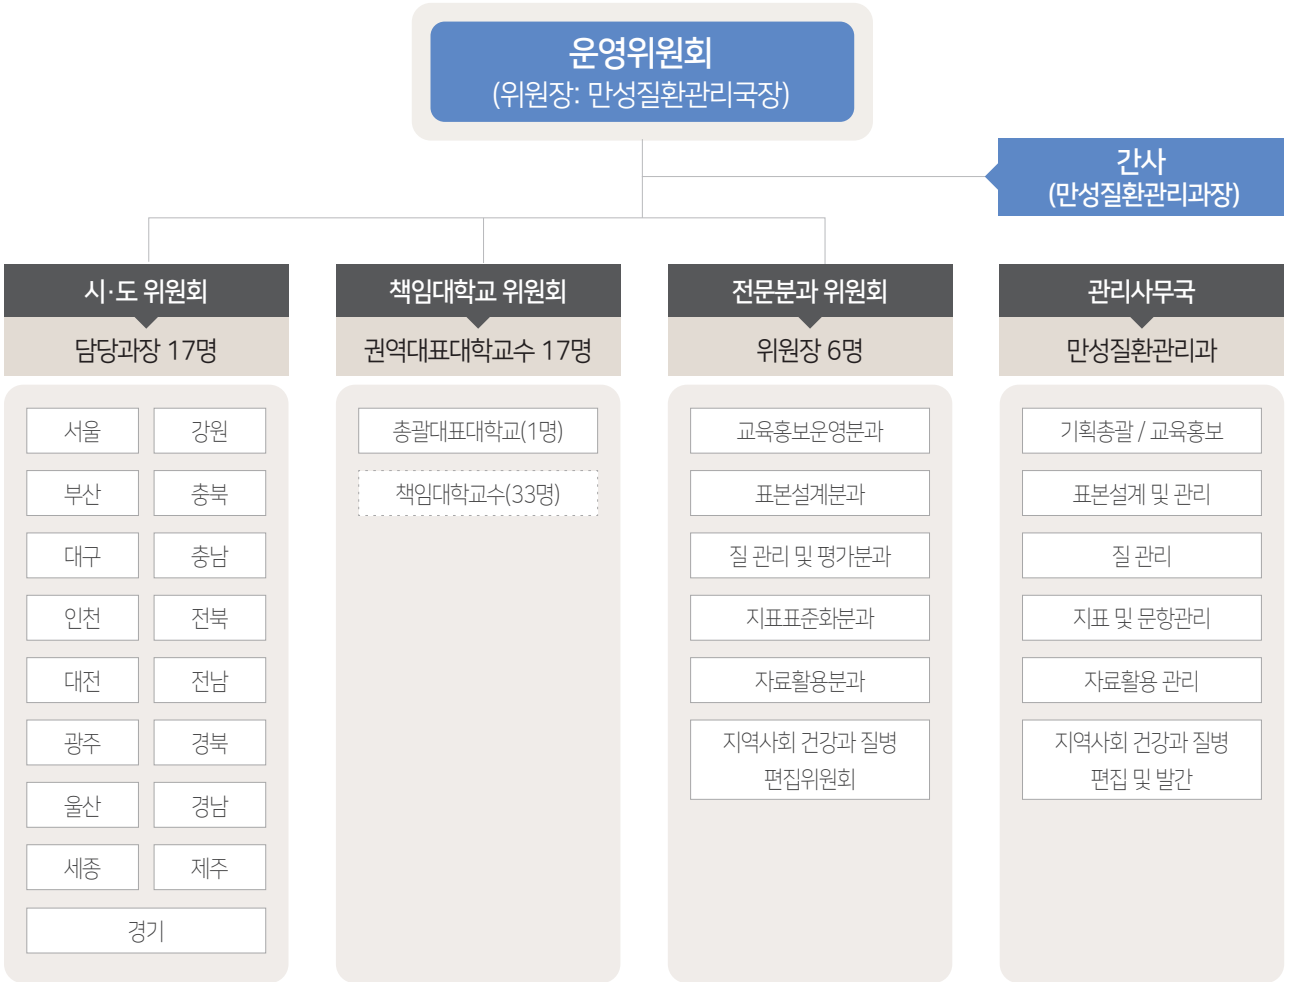 운영위원회
(위원장: 만성질환관리국장)
간사
(만성질환관리과장)
시·도 위원회
담당과장 17명
서울
강원
부산
충북
대구
충남
인천
전북
대전
전남
광주
경북
울산
경남
세종
제주
경기
책임대학교 위원회
권역대표대학교수 17명
총괄대표대학교(1명)
책임대학교수(33명)
전문분과 위원회
위원장 6명
교육홍보운영분과
표본설계분과
질 관리 및 평가분과
지표표준화분과
자료활용분과
지역사회 건강과 질병
편집위원회
관리사무국
만성질환관리과
기획총괄 / 교육홍보
표본설계 및 관리
질 관리
지표 및 문항관리
자료활용 관리
지역사회 건강과 질병
편집 및 발간